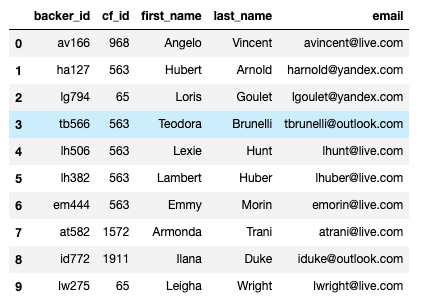 backer_id cf_id first_name last_name email
0 av166 968 Angelo Vincent avincent@live.com
1 ha127 563 Hubert Arnold harnold@yandex.com
2 lg794 65 Loris Goulet lgoulet@yandex.com
3 tb566 563 Teodora Brunelli tbrunelli@outlook.com
4 lh506 563 Lexie Hunt lhunt@live.com
5 lh382 563 Lambert Huber lhuber@live.com
6 em444 563 Emmy Morin emorin@live.com
7 at582 1572 Armonda Trani atrani@live.com
8 id772 1911 Ilana Duke iduke@outlook.com
9 lw275 65 Leigha Wright lwright@live.com